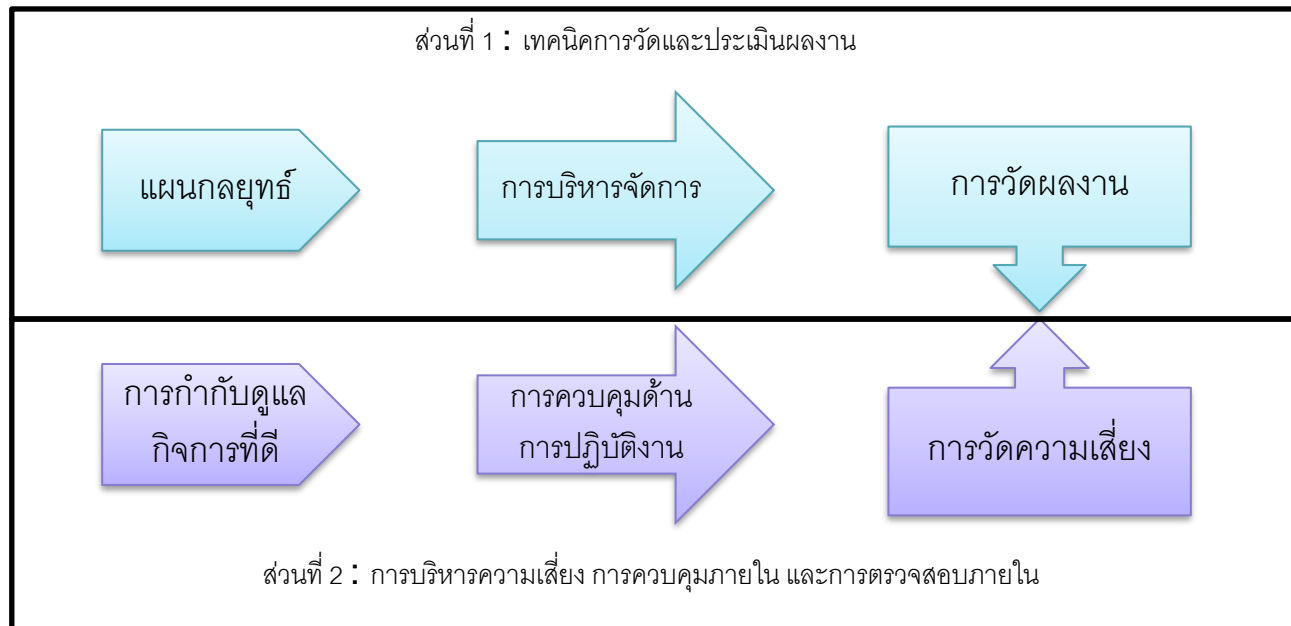 ส่วนที่ 1 : เทคนิคการวัดและประเมินผลงาน
แผนกลยุทธ์
การบริหารจัดการ
การวัดผลงาน
การกำกับดูแล
กิจการที่ดี
การควบคุมด้าน
การปฏิบัติงาน
การวัดความเสี่ยง
ส่วนที่ 2 : การบริหารความเสี่ยง การควบคุมภายใน และการตรวจสอบภายใน